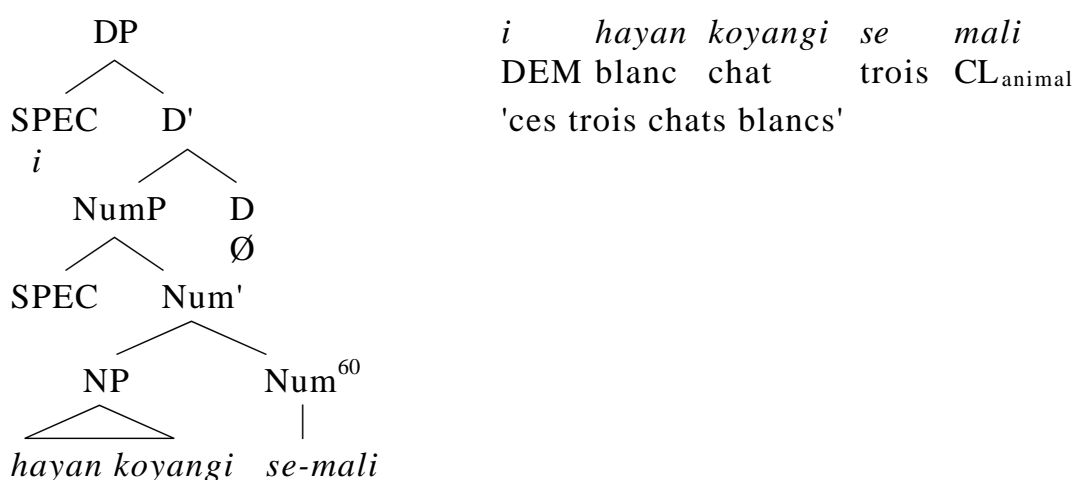 DP
i hayan koyangi se mali
DEM blanc chat trois CLanimal
SPEC D'
'ces trois chats blancs'
i
NumP D
Ø
SPEC Num'
NP Num60
hayan koyangi se-mali